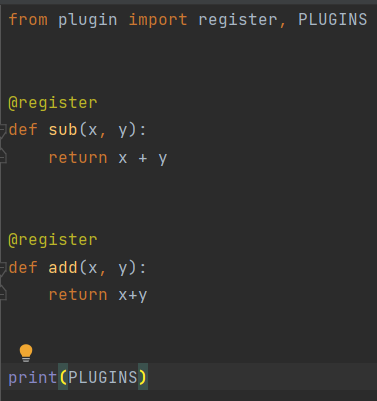 from plugin import register, PLUGINS
@register
def sub(x, y):
    return x + y
@register
def add(x, y):
    return x+y
print(PLUGINS)